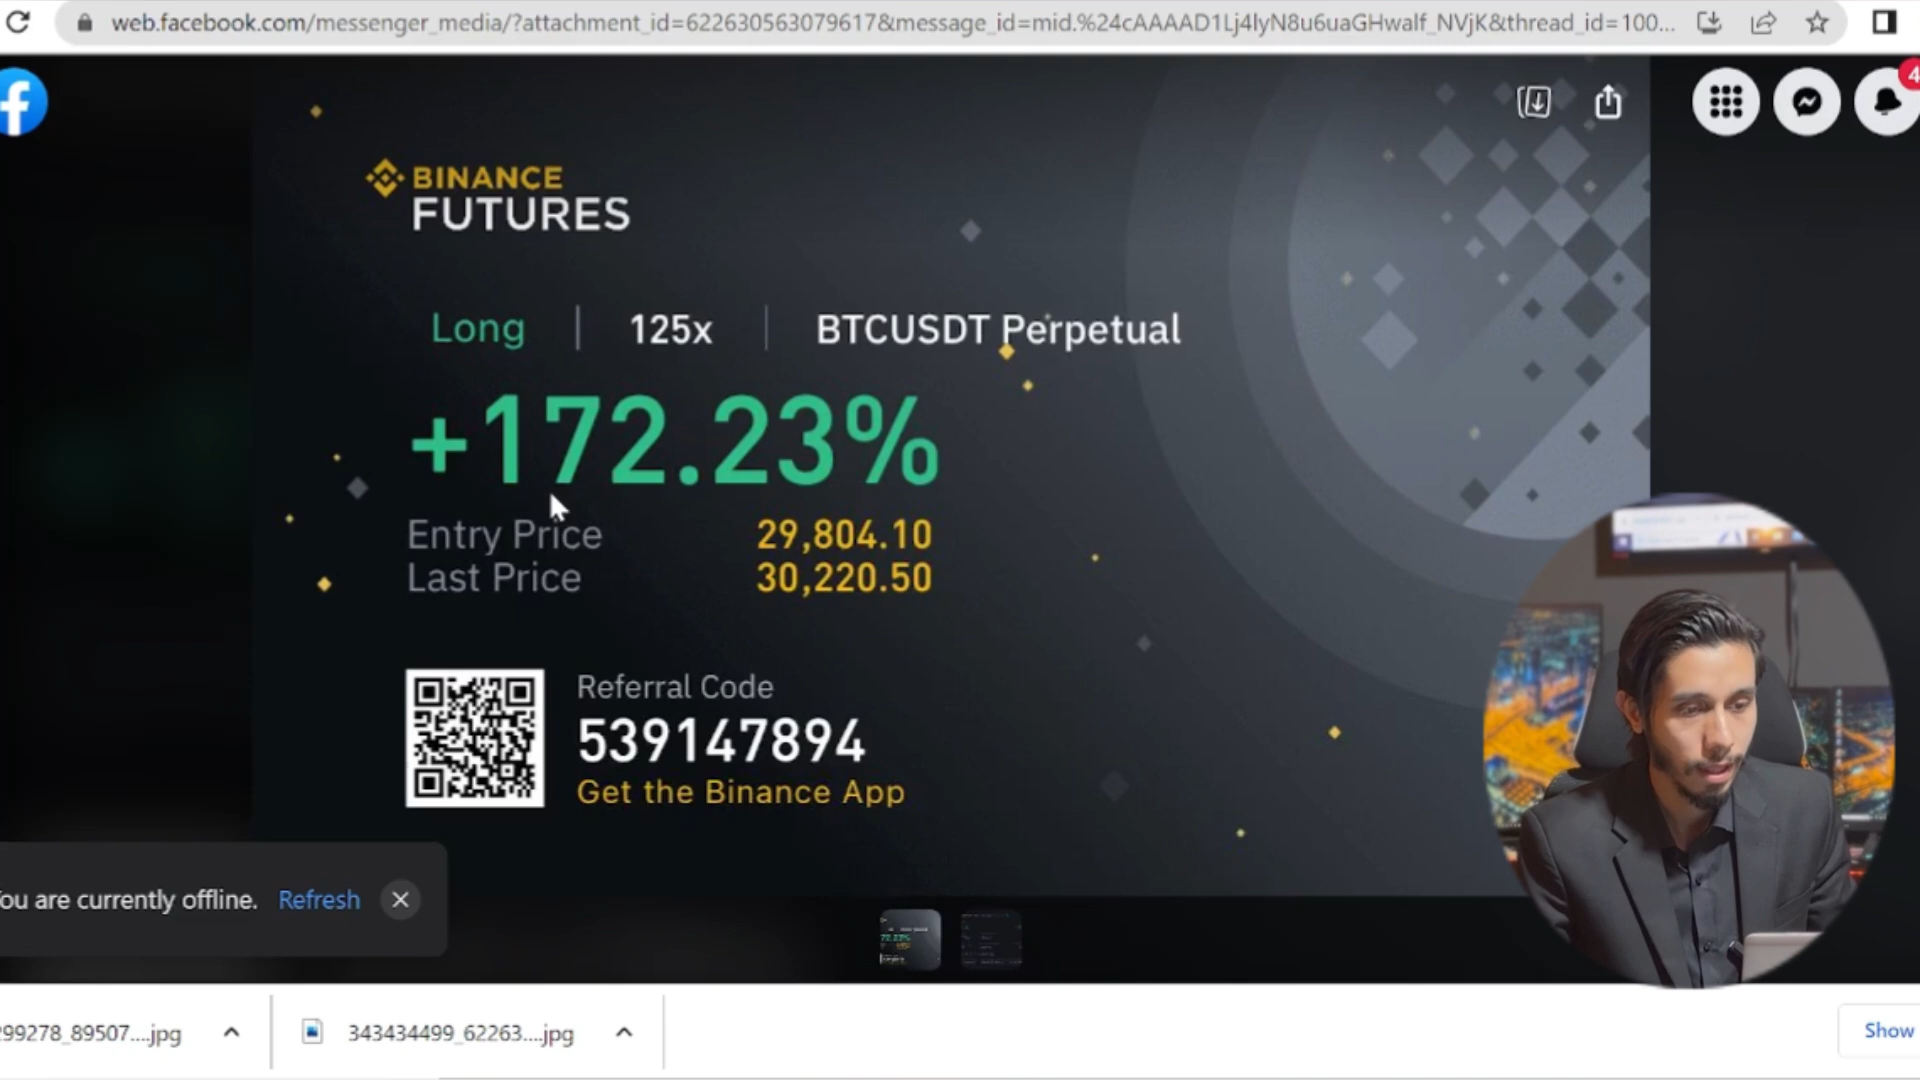 web.facebook.com/messenger_media/?attachment_id=622630563079617&message_id=mid.%24cAAAAD1Lj4lyN8u6uaGHwalf_NVjK&thread_id=100...
4
BINANCE
FUTURES
Long | 125x | BTCUSDT Perpetual
+172.23%
Entry Price 29,804.10
Last Price 30,220.50
Referral Code
539147894
Get the Binance App
ou are currently offline. Refresh
99278_89507....jpg 343434499_62263....jpg Show